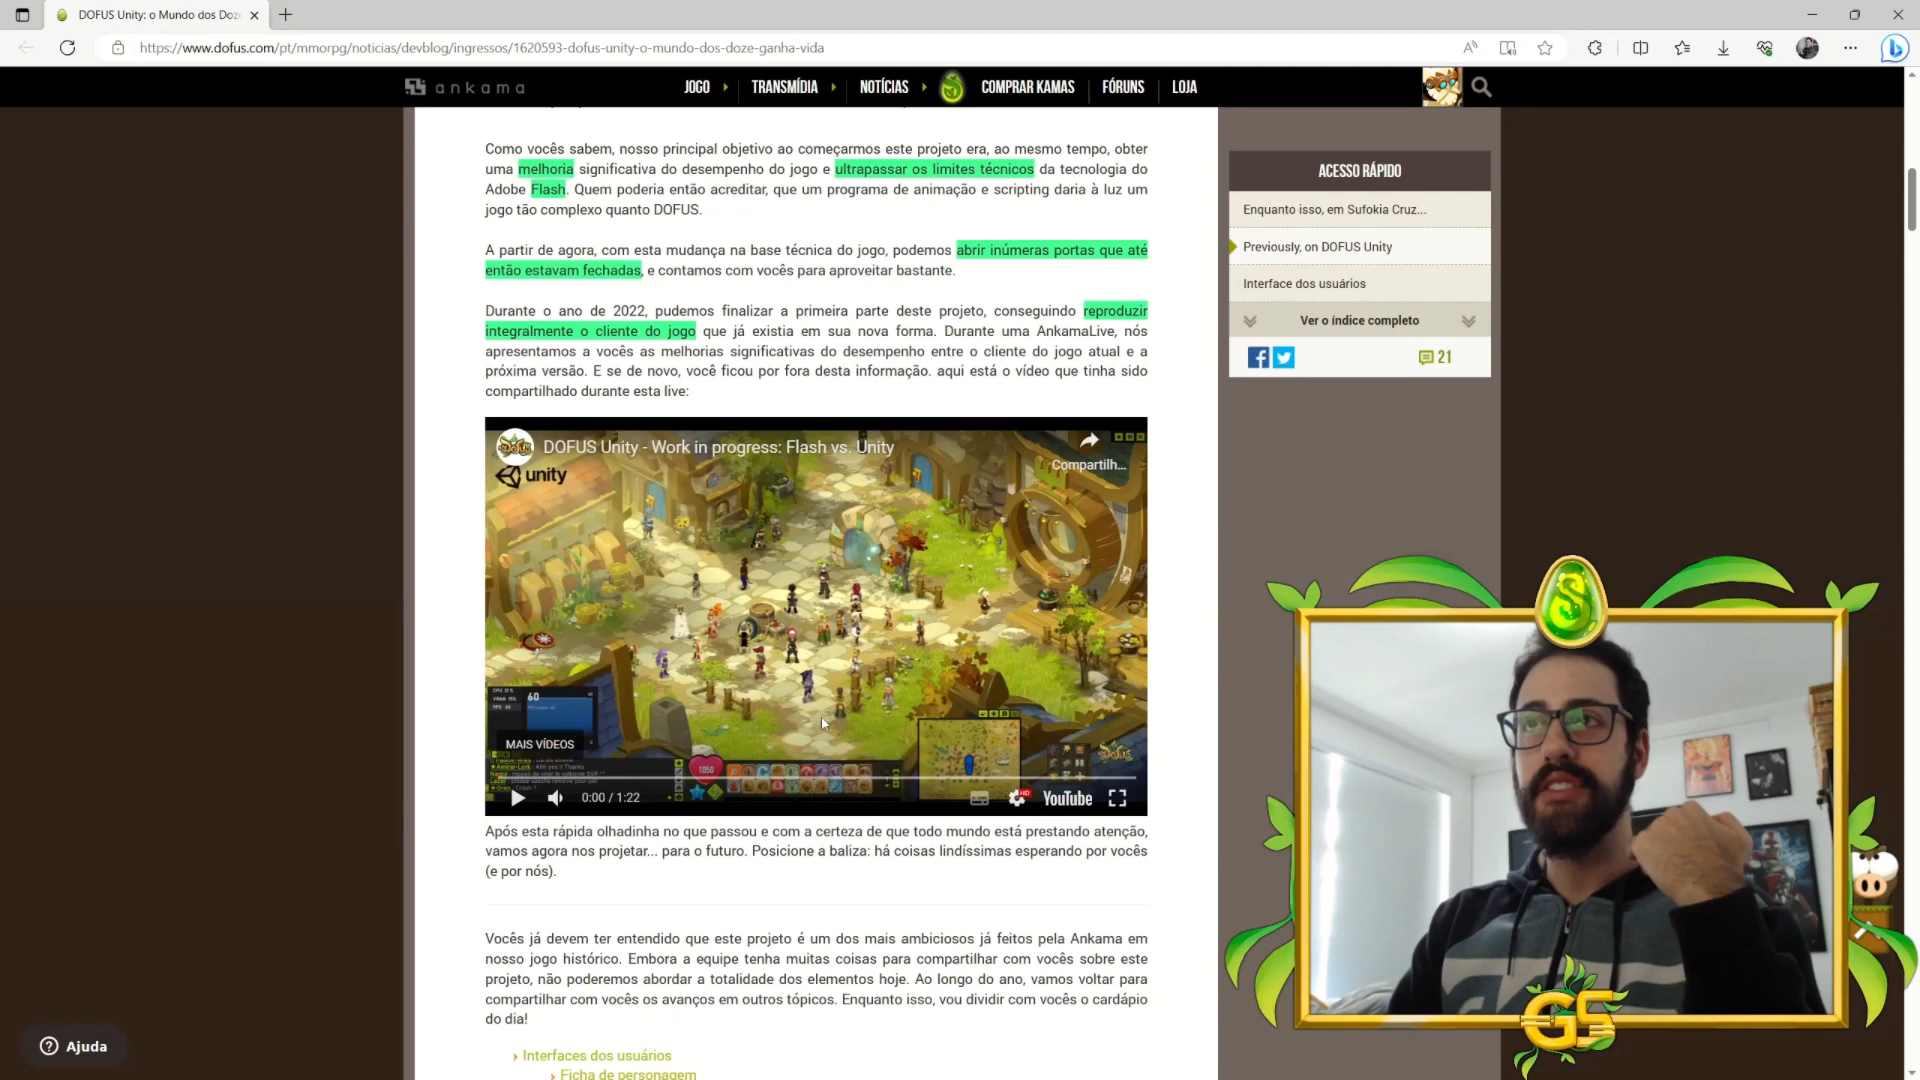 DOFUS Unity: o Mundo dos Doz
https://www.dofus.com/pt/mmorpg/noticias/devblog/ingressos/1620593-dofus-unity-o-mundo-dos-doze-ganha-vida
ankama
JOGO
TRANSMÍDIA
NOTÍCIAS
COMPRAR KAMAS
FÓRUNS
LOJA
Como vocês sabem, nosso principal objetivo ao começarmos este projeto era, ao mesmo tempo, obter
uma melhoria significativa do desempenho do jogo e ultrapassar os limites técnicos da tecnologia do
Adobe Flash. Quem poderia então acreditar, que um programa de animação e scripting daria à luz um
jogo tão complexo quanto DOFUS.
A partir de agora, com esta mudança na base técnica do jogo, podemos abrir inúmeras portas que até
então estavam fechadas, e contamos com vocês para aproveitar bastante.
Durante o ano de 2022, pudemos finalizar a primeira parte deste projeto, conseguindo reproduzir
integralmente o cliente do jogo que já existia em sua nova forma. Durante uma AnkamaLive, nós
apresentamos a vocês as melhorias significativas do desempenho entre o cliente do jogo atual e a
próxima versão. E se de novo, você ficou por fora desta informação. aqui está o vídeo que tinha sido
compartilhado durante esta live:
DOFUS Unity - Work in progress: Flash vs. Unity
Compartilh...
unity
60
MAIS VÍDEOS
1050
DOFUS
0:00 / 1:22
HD
YouTube
Após esta rápida olhadinha no que passou e com a certeza de que todo mundo está prestando atenção,
vamos agora nos projetar... para o futuro. Posicione a baliza: há coisas lindíssimas esperando por vocês
(e por nós).
Vocês já devem ter entendido que este projeto é um dos mais ambiciosos já feitos pela Ankama em
nosso jogo histórico. Embora a equipe tenha muitas coisas para compartilhar com vocês sobre este
projeto, não poderemos abordar a totalidade dos elementos hoje. Ao longo do ano, vamos voltar para
compartilhar com vocês os avanços em outros tópicos. Enquanto isso, vou dividir com vocês o cardápio
do dia!
Interfaces dos usuários
Ficha de personagem
ACESSO RÁPIDO
Enquanto isso, em Sufokia Cruz...
Previously, on DOFUS Unity
Interface dos usuários
Ver o índice completo
21
S
GS
Ajuda